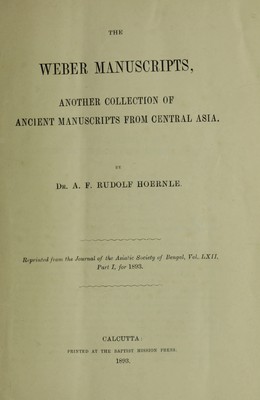 THE
WEBER MANUSCRIPTS,
ANOTHER COLLECTION OF
ANCIENT MANUSCRIPTS FROM CENTRAL ASIA.
BY
DR. A. F. RUDOLF HOERNLE.
Reprinted from the Journal of the Asiatic Society of Bengal, Vol. LXII,
Part I, for 1893.
CALCUTTA:
PRINTED AT THE BAPTIST MISSION PRESS.
1893.